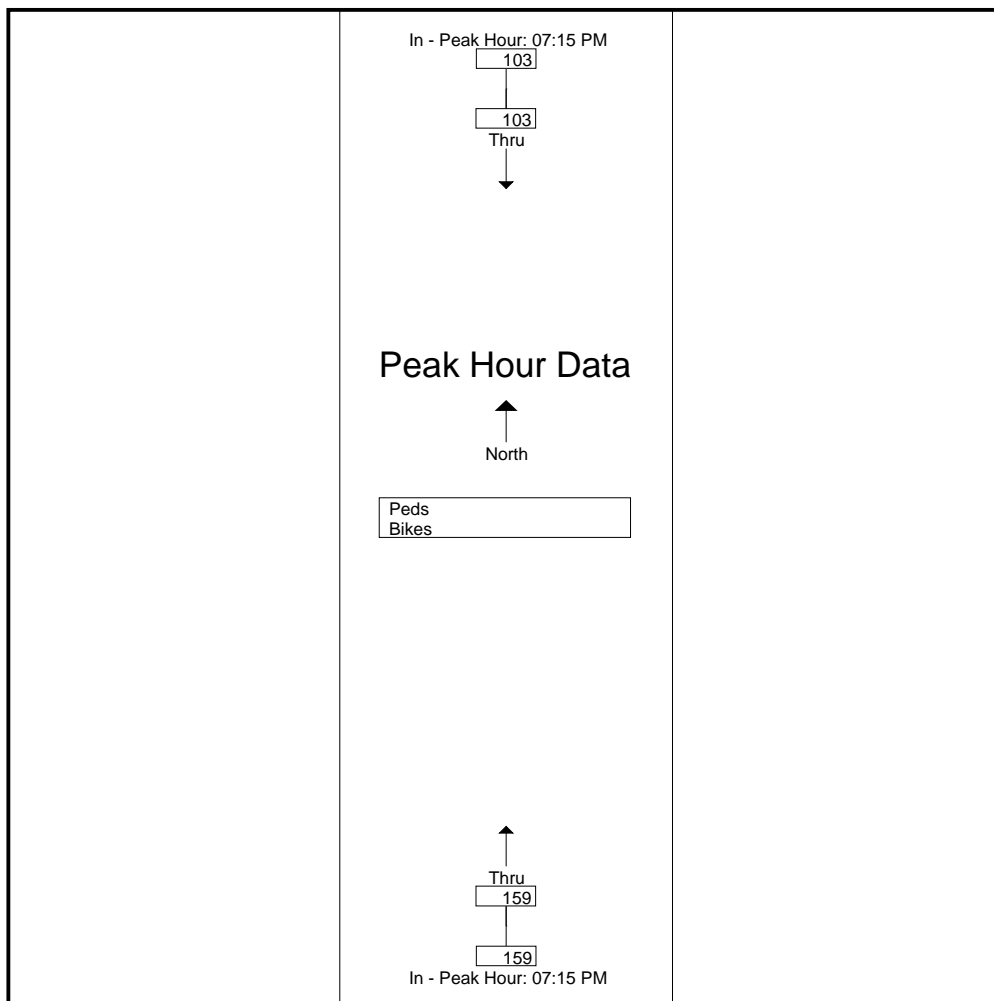 In - Peak Hour: 07:15 PM
103
103
Thru
Peak Hour Data
North
Peds
Bikes
Thru
159
159
In - Peak Hour: 07:15 PM